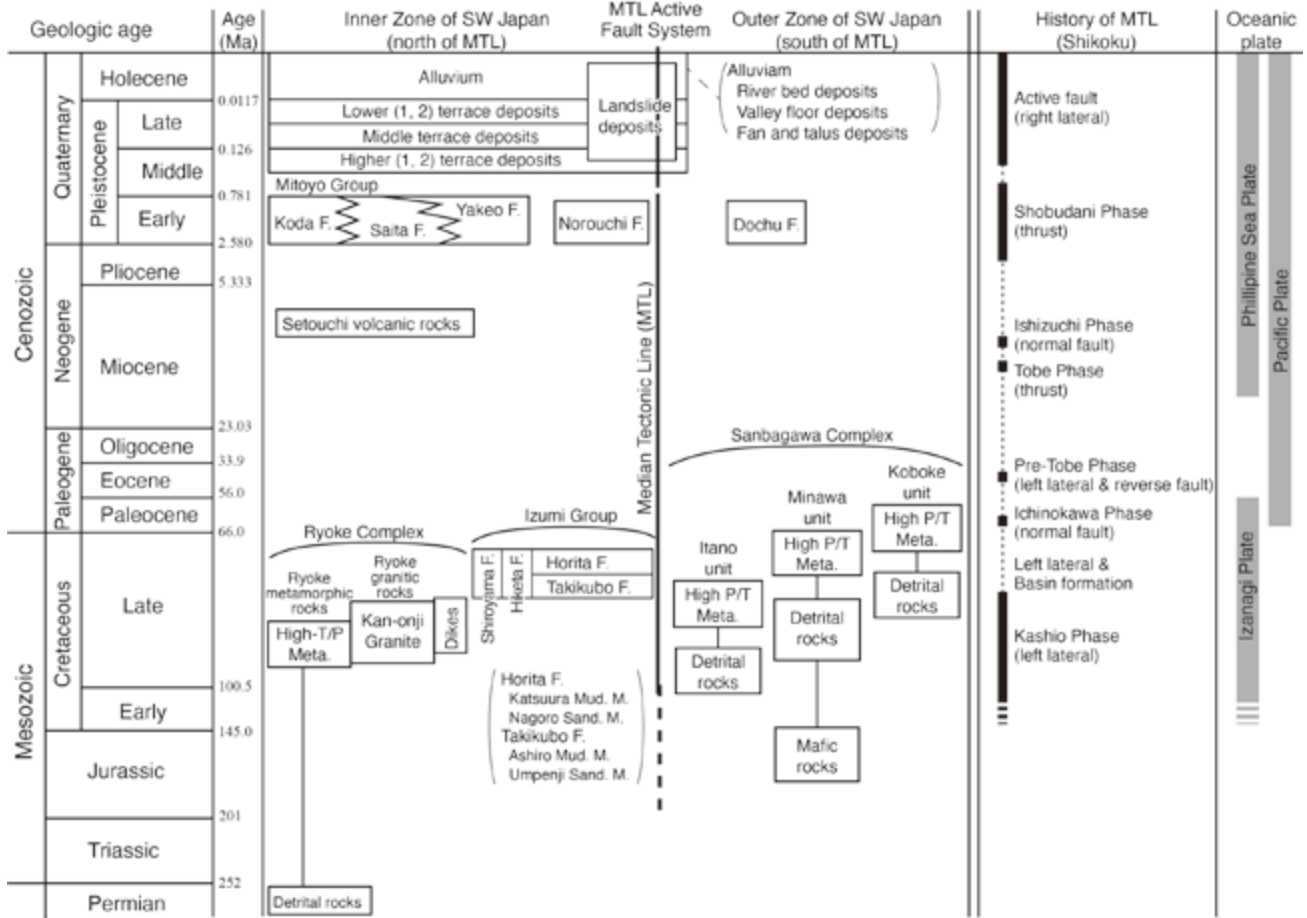 Geologic age
Age
(Ma)
Inner Zone of SW Japan
(north of MTL)
MTL Active
Fault System
Outer Zone of SW Japan
(south of MTL)
History of MTL
(Shikoku)
Oceanic
plate
Cenozoic
Mesozoic
Quaternary
Neogene
Paleogene
Cretaceous
Pleistocene
Holocene
Late
Middle
Early
Pliocene
Miocene
Oligocene
Eocene
Paleocene
Late
Early
Jurassic
Triassic
Permian
0.0117
0.126
0.781
2.580
5.333
23.03
33.9
56.0
66.0
100.5
145.0
201
252
Alluvium
Lower (1, 2) terrace deposits
Middle terrace deposits
Higher (1, 2) terrace deposits
Landslide
deposits
Mitoyo Group
Koda F.
Saita F.
Yakeo F.
Norouchi F.
Setouchi volcanic rocks
Ryoke Complex
Ryoke
metamorphic
rocks
High-T/P
Meta.
Ryoke
granitic
rocks
Kan-onji
Granite
Dikes
Detrital rocks
Izumi Group
Shiroyama F.
Hiketa F.
Horita F.
Takikubo F.
Horita F.
Katsuura Mud. M.
Nagoro Sand. M.
Takikubo F.
Ashiro Mud. M.
Umpenji Sand. M.
Median Tectonic Line (MTL)
(Alluviam
River bed deposits
Valley floor deposits
Fan and talus deposits)
Dochu F.
Sanbagawa Complex
Itano
unit
High P/T
Meta.
Detrital
rocks
Minawa
unit
High P/T
Meta.
Detrital
rocks
Mafic
rocks
Koboke
unit
High P/T
Meta.
Detrital
rocks
Active fault
(right lateral)
Shobudani Phase
(thrust)
Ishizuchi Phase
(normal fault)
Tobe Phase
(thrust)
Pre-Tobe Phase
(left lateral & reverse fault)
Ichinokawa Phase
(normal fault)
Left lateral &
Basin formation
Kashio Phase
(left lateral)
Phillipine Sea Plate
Izanagi Plate
Pacific Plate